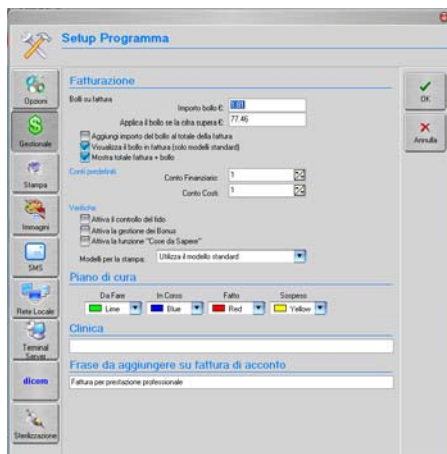 Setup Programma
Opzioni
Gestionale
Stampa
Immagini
SMS
Rete Locale
Terminal Server
dicom
Sterilizzazione
Fatturazione
Bolli su fattura
Importo bollo €: 1.81
Applica il bollo se la cifra supera €: 77.46
Aggiungi importo del bollo al totale della fattura
Visualizza il bollo in fattura (solo modelli standard)
Mostra totale fattura + bollo
Conti predefiniti
Conto Finanziario: 1
Conto Costi: 1
Verifiche
Attiva il controllo del fido
Attiva la gestione dei Bonus
Attiva la funzione "Cose da Sapere"
Modelli per la stampa: Utilizza il modello standard
Piano di cura
Da Fare In Corso Fatto Sospeso
Lime Blue Red Yellow
Clinica
Frase da aggiungere su fattura di acconto
Fattura per prestazione professionale
OK
Annulla